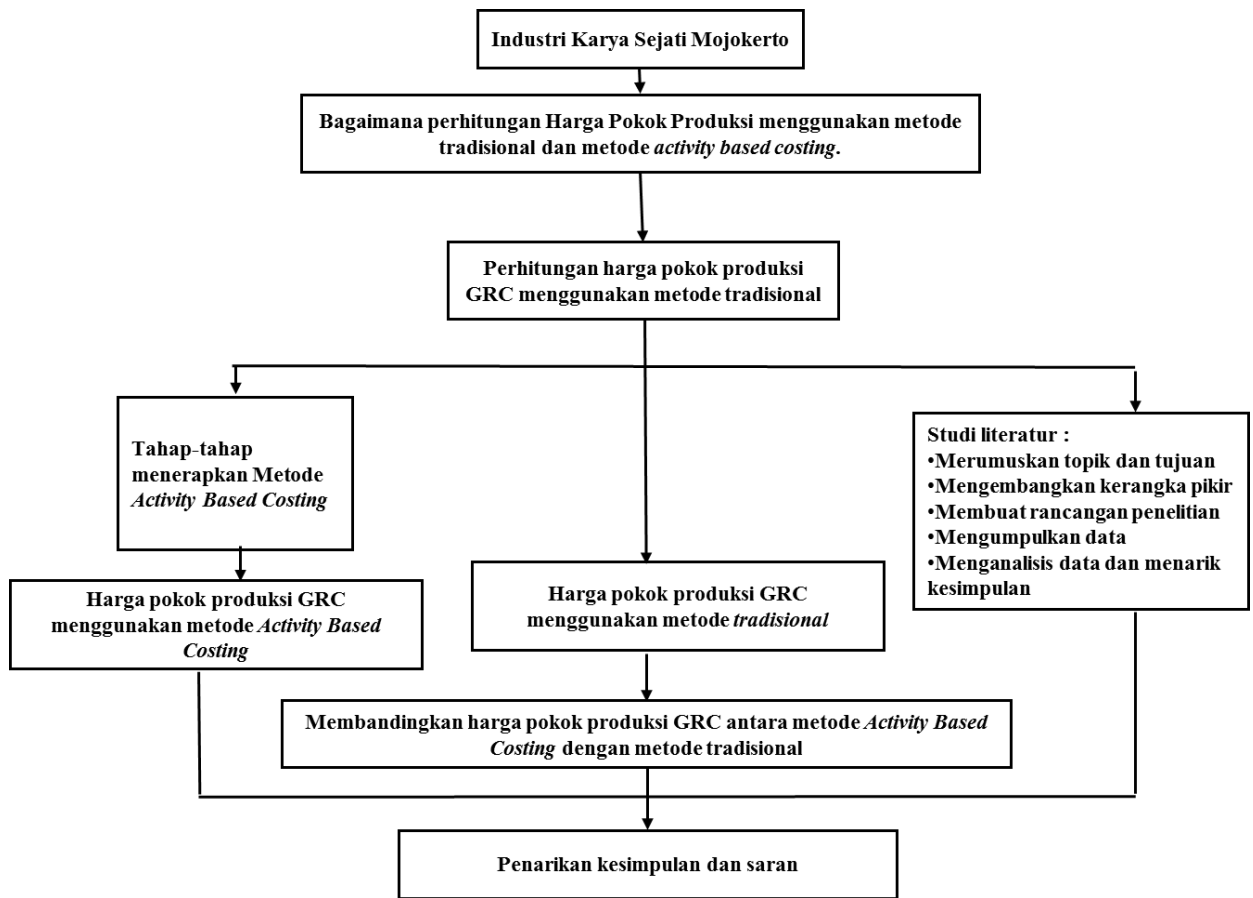 Industri Karya Sejati Mojokerto
Bagaimana perhitungan Harga Pokok Produksi menggunakan metode
tradisional dan metode activity based costing.
Perhitungan harga pokok produksi
GRC menggunakan metode tradisional
Tahap-tahap
menerapkan Metode
Activity Based Costing
Studi literatur :
•Merumuskan topik dan tujuan
•Mengembangkan kerangka pikir
•Membuat rancangan penelitian
•Mengumpulkan data
•Menganalisis data dan menarik
kesimpulan
Harga pokok produksi GRC
menggunakan metode Activity Based
Costing
Harga pokok produksi GRC
menggunakan metode tradisional
Membandingkan harga pokok produksi GRC antara metode Activity Based
Costing dengan metode tradisional
Penarikan kesimpulan dan saran